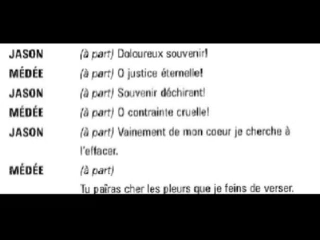 JASON (à part) Douloureux souvenir!
MÉDÉE (à part) O justice éternelle!
JASON (à part) Souvenir déchirant!
MÉDÉE (à part) O contrainte cruelle!
JASON (à part) Vainement de mon coeur je cherche à
l'effacer.
MÉDÉE (à part)
Tu paîras cher les pleurs que je feins de verser.